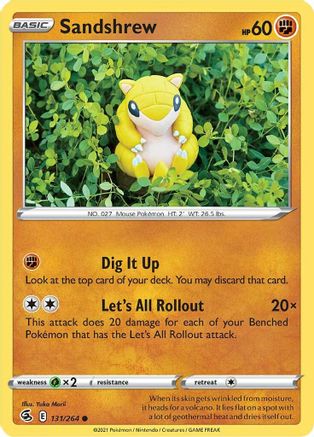 BASIC Sandshrew HP 60
NO. 027 Mouse Pokémon HT: 2' WT: 26.5 lbs.
Dig It Up
Look at the top card of your deck. You may discard that card.
Let's All Rollout 20×
This attack does 20 damage for each of your Benched
Pokémon that has the Let's All Rollout attack.
weakness ×2 resistance retreat
Illus. Yuka Morii
E 131/264
When its skin gets wrinkled from moisture,
it heads for a volcano. It lies flat on a spot with
a lot of geothermal heat and dries itself out.
©2021 Pokémon / Nintendo / Creatures / GAME FREAK